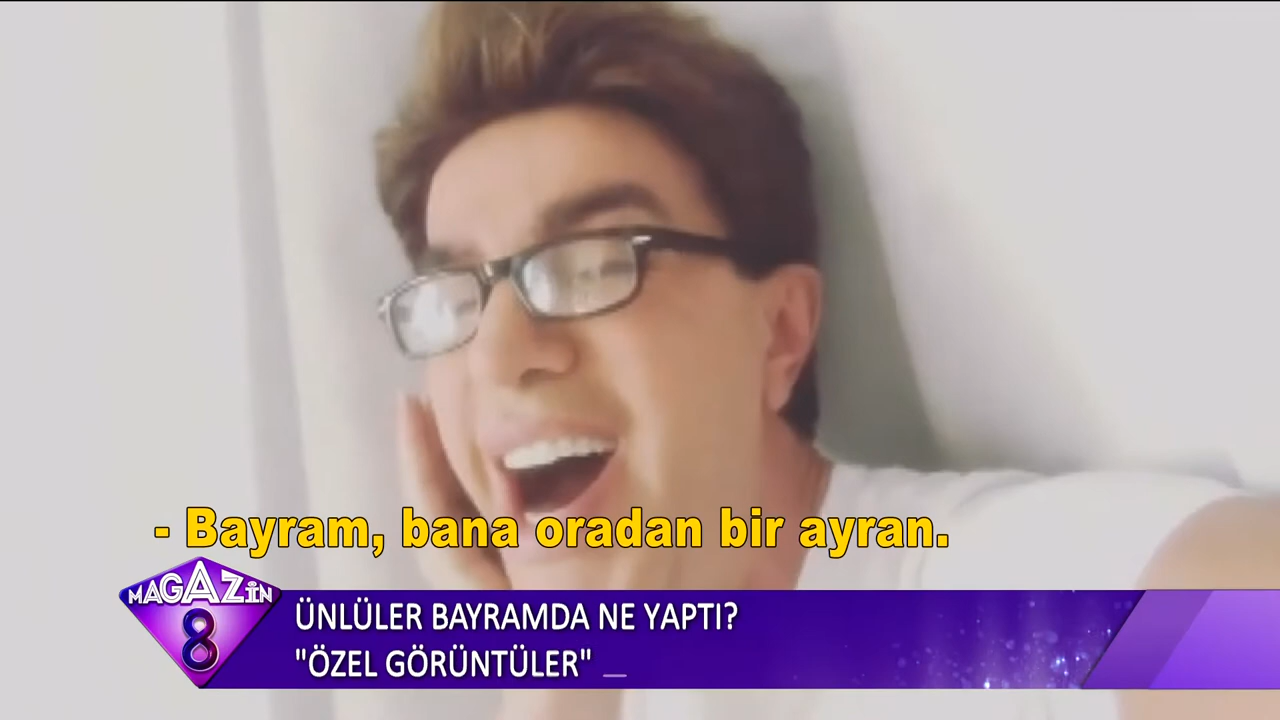 - Bayram, bana oradan bir ayran.
MAGAZİN
8
ÜNLÜLER BAYRAMDA NE YAPTI?
"ÖZEL GÖRÜNTÜLER" _